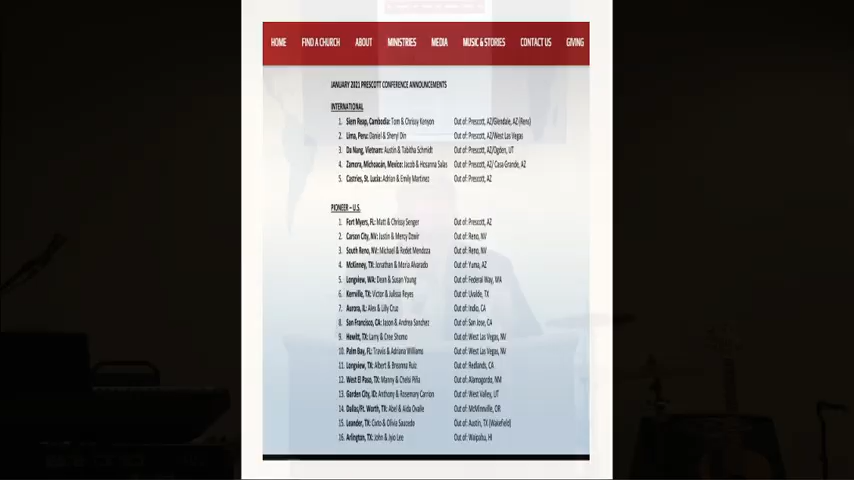 HOME FIND A CHURCH ABOUT MINISTRIES MEDIA MUSIC & STORIES CONTACT US GIVING
JANUARY 2021 PRESCOTT CONFERENCE ANNOUNCEMENTS
INTERNATIONAL
1. Siem Reap, Cambodia: Tom & Chrissy Kenyon Out of: Prescott, AZ/Glendale, AZ (Reno)
2. Lima, Peru: Daniel & Sheryl Din Out of: Prescott, AZ/West Las Vegas
3. Da Nang, Vietnam: Austin & Tabitha Schmidt Out of: Prescott, AZ/Ogden, UT
4. Zamora, Michoacán, Mexico: Jacob & Hosanna Salas Out of: Prescott, AZ/ Casa Grande, AZ
5. Castries, St. Lucia: Adrian & Emily Martinez Out of: Prescott, AZ
PIONEER – U.S.
1. Fort Myers, FL: Matt & Chrissy Senger Out of: Prescott, AZ
2. Carson City, NV: Justin & Mercy Out of: Reno, NV
3. South Reno, NV: Michael & Mendoza Out of: Reno, NV
4. McKinney, TX: Jonathan & Maria Alvarado Out of: Yuma, AZ
5. Longview, WA: Dean & Susan Young Out of: Federal Way, WA
6. Kerrville, TX: Victor & Julissa Reyes Out of: Uvalde, TX
7. Aurora, IL: Alex & Lilly Cruz Out of: Indio, CA
8. San Francisco, CA: Jason & Andrea Sanchez Out of: San Jose, CA
9. Hewitt, TX: Larry & Cree Shomo Out of: West Las Vegas, NV
10. Palm Bay, FL: Travis & Adriana Williams Out of: West Las Vegas, NV
11. Longview, TX: Albert & Breanna Ruiz Out of: Redlands, CA
12. West El Paso, TX: Manny & Chelsi Piña Out of: Alamogordo, NM
13. Garden City, ID: Anthony & Rosemary Carrion Out of: West Valley, UT
14. Dallas/Ft. Worth, TX: Abel & Aida Ovalle Out of: McMinnville, OR
15. Leander, TX: Cixto & Olivia Saucedo Out of: Austin, TX (Wakefield)
16. Arlington, TX: John & Lee Out of: Waipahu, HI